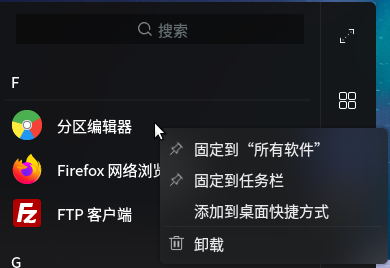 搜索
F
分区编辑器
Firefox 网络浏览
FTP 客户端
G
固定到“所有软件”
固定到任务栏
添加到桌面快捷方式
卸载